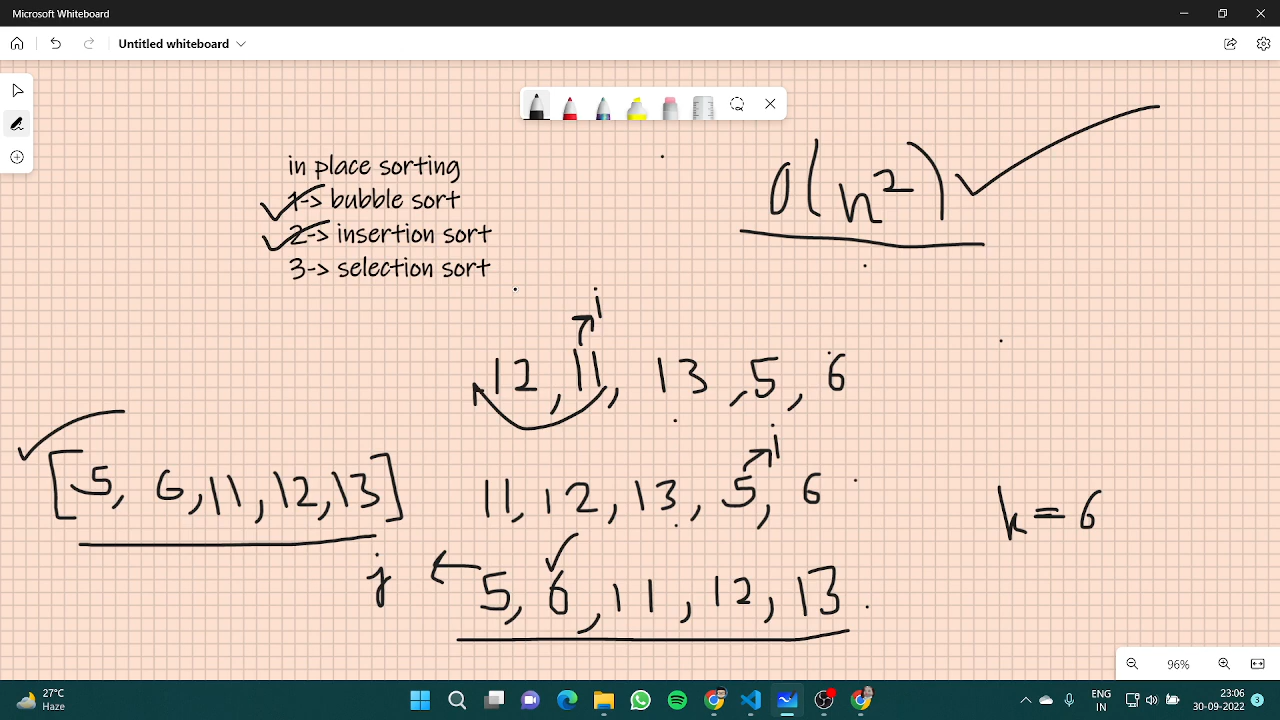 Microsoft Whiteboard
Untitled whiteboard
in place sorting
1-> bubble sort
2-> insertion sort
3-> selection sort
O(n²)
i
12, 11, 13, 5, 6
i
[5, 6, 11, 12, 13]
11, 12, 13, 5, 6
k = 6
j
5, 6, 11, 12, 13
96%
27°C
Haze
ENG
IN
23:06
30-09-2022
3